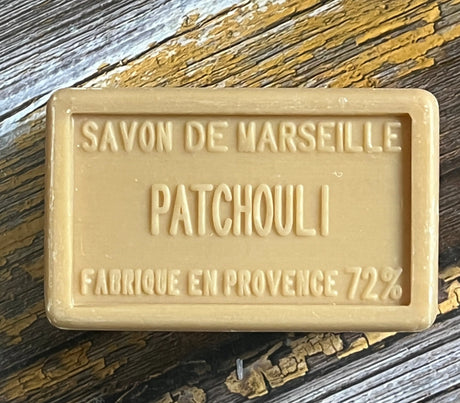 SAVON DE MARSEILLE
PATCHOULI
FABRIQUE EN PROVENCE 72%